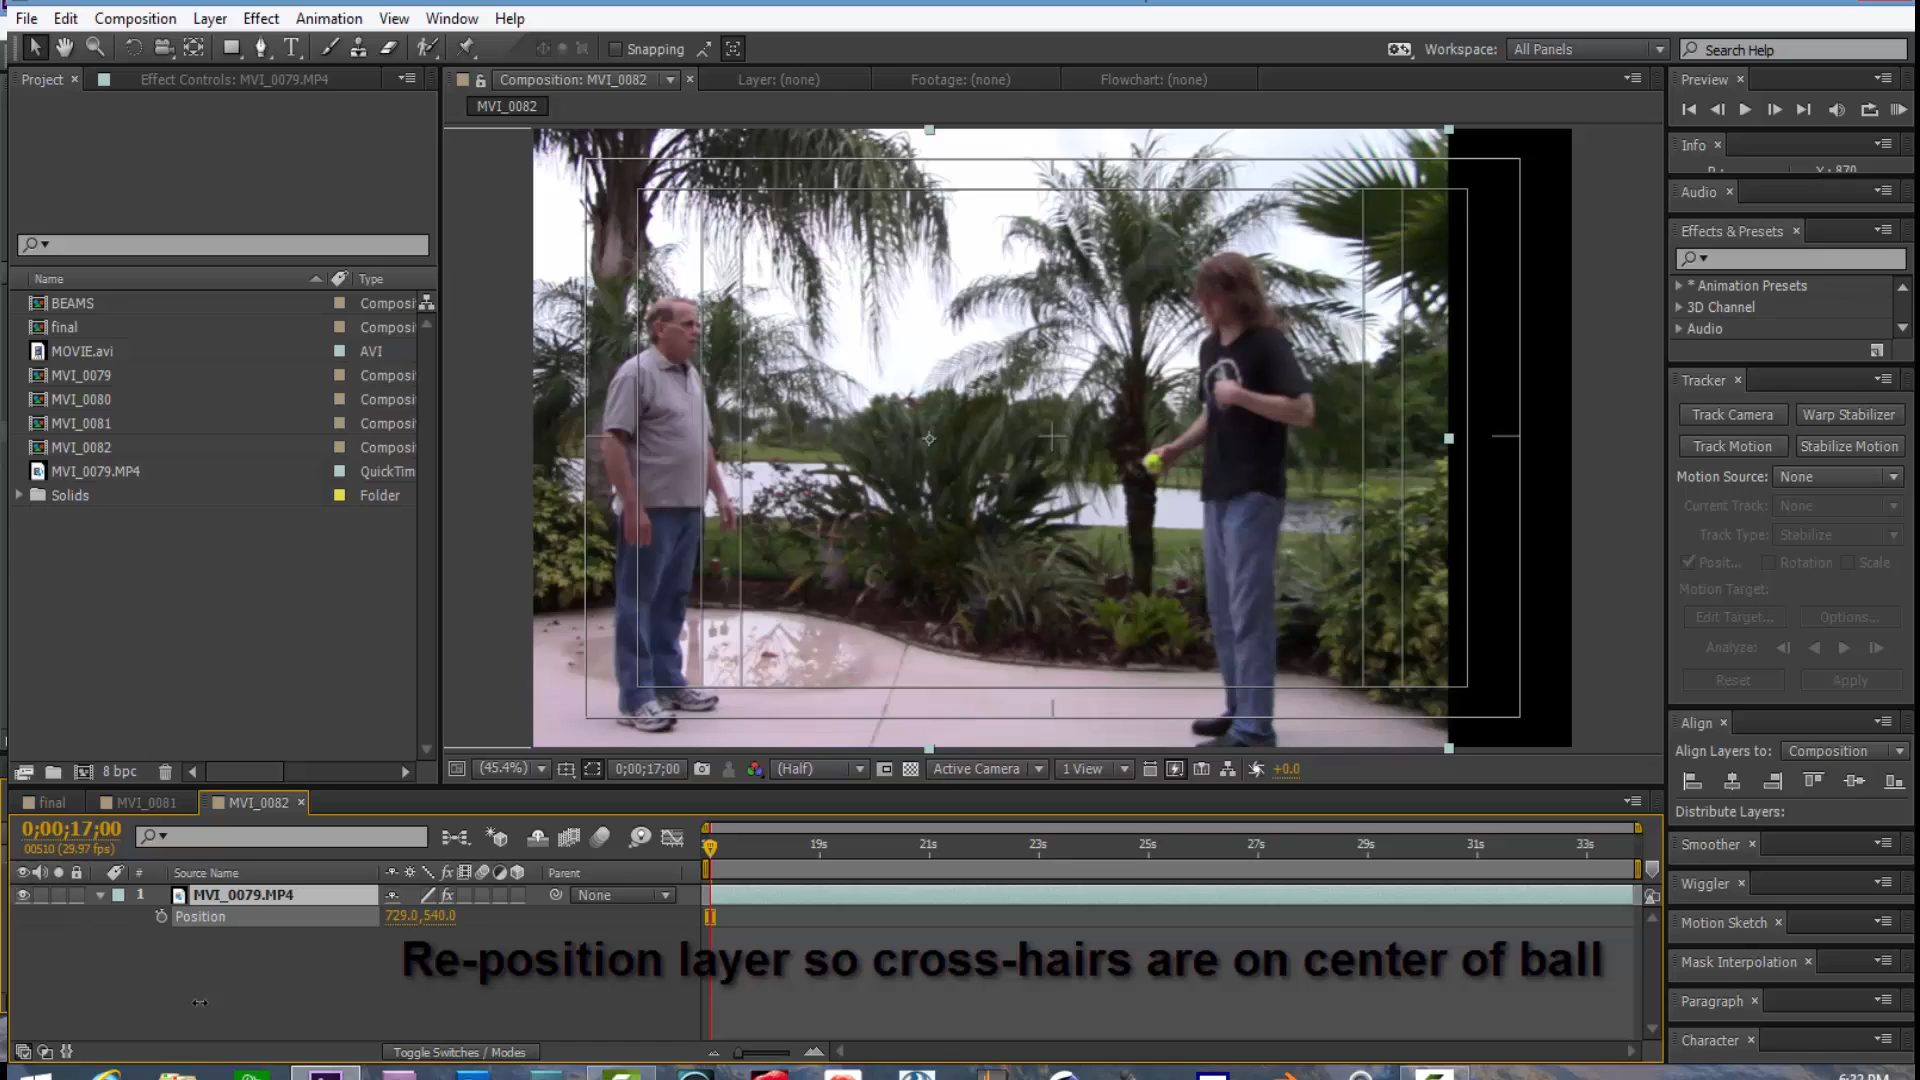 File Edit Composition Layer Effect Animation View Window Help
Snapping
Workspace: All Panels
Search Help
Project × Effect Controls: MVI_0079.MP4
Composition: MVI_0082 × Layer: (none) Footage: (none) Flowchart: (none)
MVI_0082
Name Type
BEAMS Composi
final Composi
MOVIE.avi AVI
MVI_0079 Composi
MVI_0080 Composi
MVI_0081 Composi
MVI_0082 Composi
MVI_0079.MP4 QuickTim
Solids Folder
8 bpc
(45.4%) 0;00;17;00 (Half) Active Camera 1 View +0.0
Preview ×
Info ×
Audio ×
Effects & Presets ×
* Animation Presets
3D Channel
Audio
Tracker ×
Track Camera Warp Stabilizer
Track Motion Stabilize Motion
Motion Source: None
Current Track: None
Track Type: Stabilize
Posit... Rotation Scale
Motion Target:
Edit Target... Options...
Analyze:
Reset Apply
Align ×
Align Layers to: Composition
Distribute Layers:
Smoother ×
Wiggler ×
Motion Sketch ×
Mask Interpolation ×
Paragraph ×
Character ×
final MVI_0081 MVI_0082 ×
0;00;17;00
00510 (29.97 fps)
19s 21s 23s 25s 27s 29s 31s 33s
# Source Name fx Parent
1 MVI_0079.MP4 fx None
Position 729.0,540.0
Re-position layer so cross-hairs are on center of ball
Toggle Switches / Modes